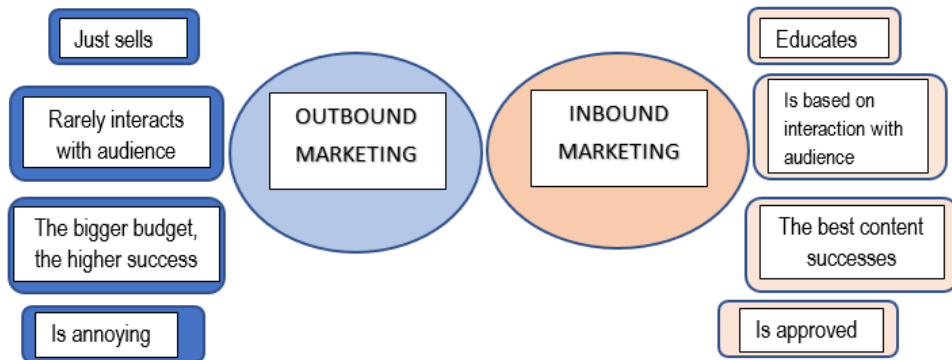 Just sells
Rarely interacts
with audience
The bigger budget,
the higher success
Is annoying
OUTBOUND
MARKETING
INBOUND
MARKETING
Educates
Is based on
interaction with
audience
The best content
successes
Is approved